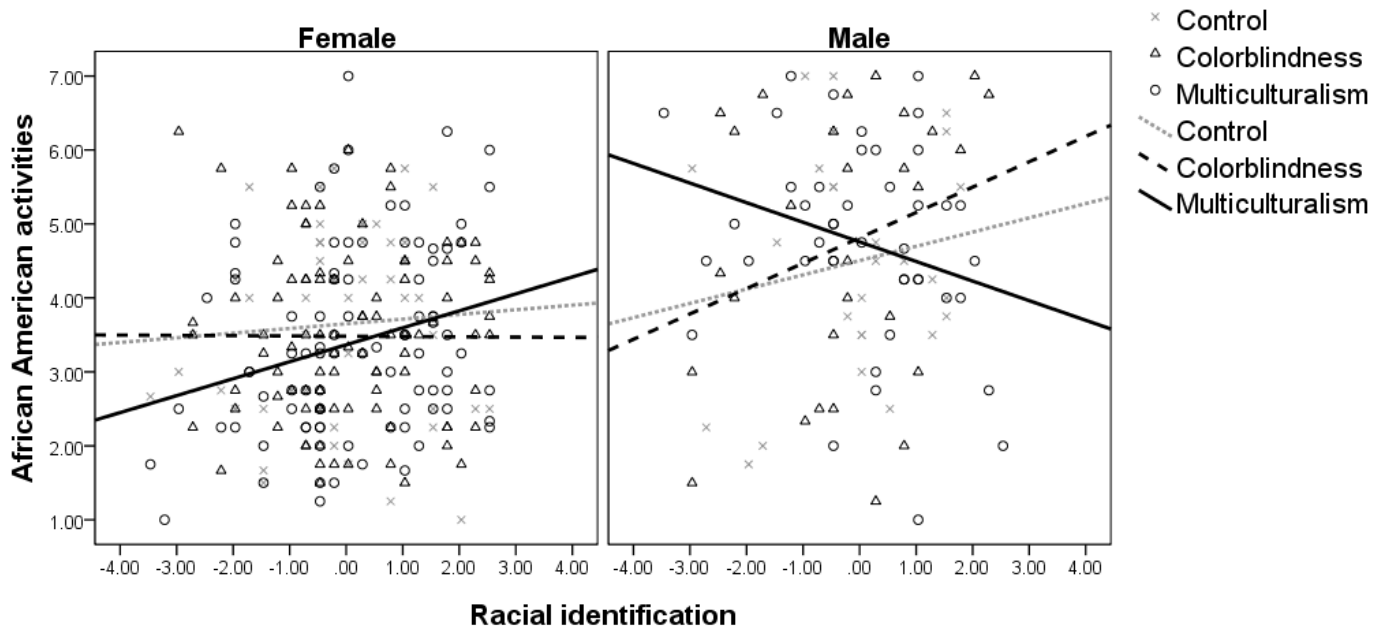 Female
Male
Control
Colorblindness
Multiculturalism
Control
Colorblindness
Multiculturalism
African American activities
7.00
6.00
5.00
4.00
3.00
2.00
1.00
-4.00 -3.00 -2.00 -1.00 .00 1.00 2.00 3.00 4.00
-4.00 -3.00 -2.00 -1.00 .00 1.00 2.00 3.00 4.00
Racial identification